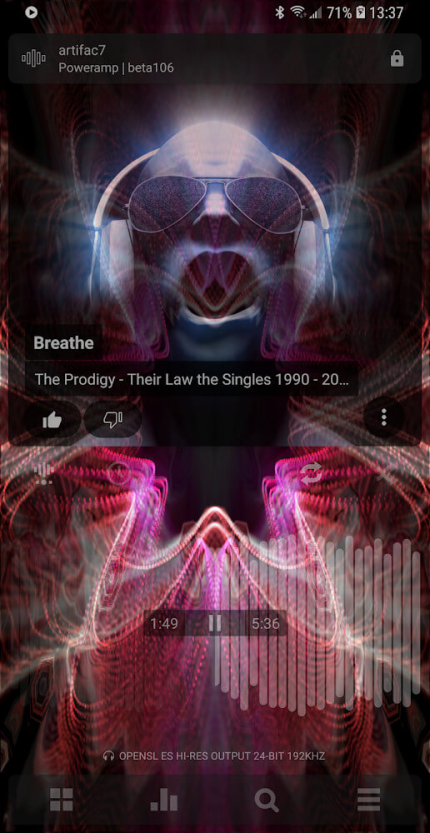 71% 13:37
artifac7
Poweramp | beta106
Breathe
The Prodigy - Their Law the Singles 1990 - 20...
1:49 5:36
OPENSL ES HI-RES OUTPUT 24-BIT 192KHZ